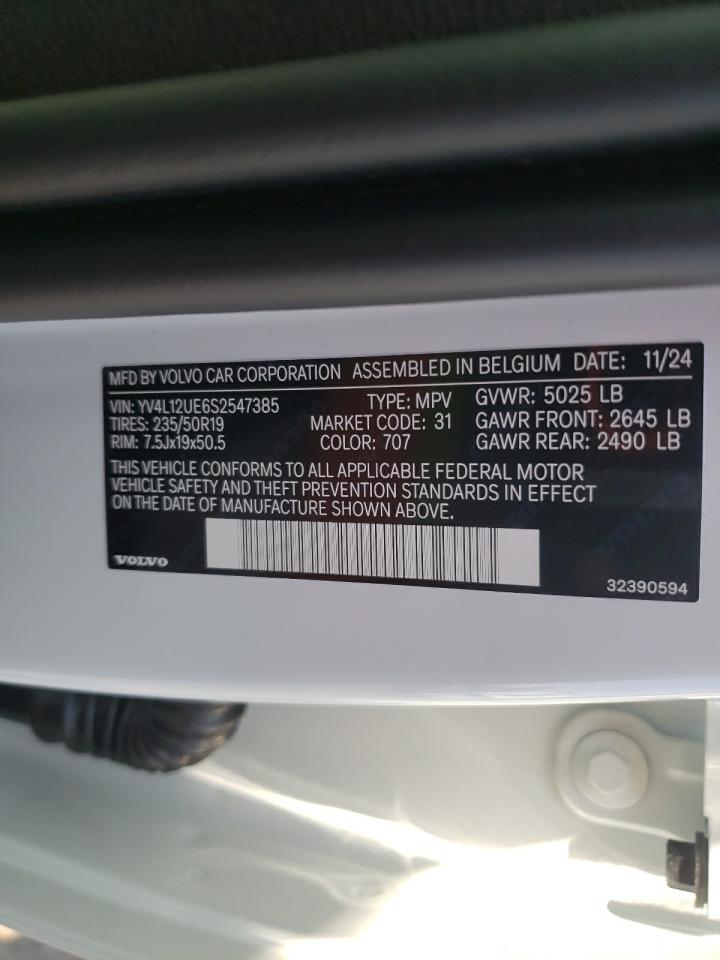 MFD BY VOLVO CAR CORPORATION ASSEMBLED IN BELGIUM DATE: 11/24
VIN: YV4L12UE6S2547385 TYPE: MPV GVWR: 5025 LB
TIRES: 235/50R19 MARKET CODE: 31 GAWR FRONT: 2645 LB
RIM: 7.5Jx19x50.5 COLOR: 707 GAWR REAR: 2490 LB
THIS VEHICLE CONFORMS TO ALL APPLICABLE FEDERAL MOTOR
VEHICLE SAFETY AND THEFT PREVENTION STANDARDS IN EFFECT
ON THE DATE OF MANUFACTURE SHOWN ABOVE.
VOLVO
VOLVO
32390594